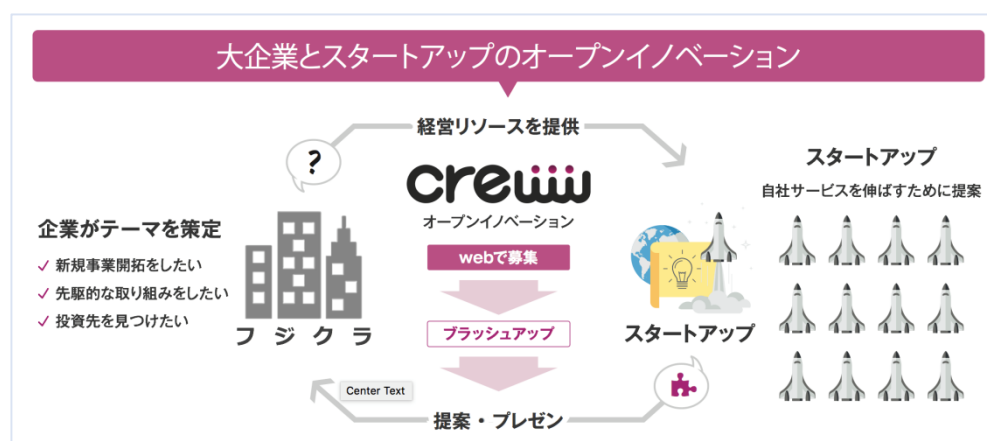 大企業とスタートアップのオープンイノベーション
経営リソースを提供
?
creww
オープンイノベーション
webで募集
ブラッシュアップ
提案・プレゼン
企業がテーマを策定
✓ 新規事業開拓をしたい
✓ 先駆的な取り組みをしたい
✓ 投資先を見つけたい
フジクラ
Center Text
スタートアップ
スタートアップ
自社サービスを伸ばすために提案